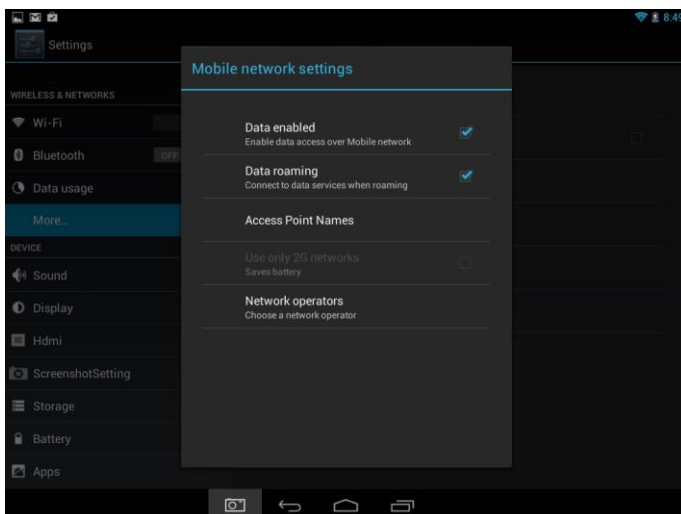 8:49
Settings
Mobile network settings
WIRELESS & NETWORKS
Wi-Fi
Bluetooth
OFF
Data usage
More...
DEVICE
Sound
Display
Hdmi
ScreenshotSetting
Storage
Battery
Apps
Data enabled
Enable data access over Mobile network
Data roaming
Connect to data services when roaming
Access Point Names
Use only 2G networks
Saves battery
Network operators
Choose a network operator